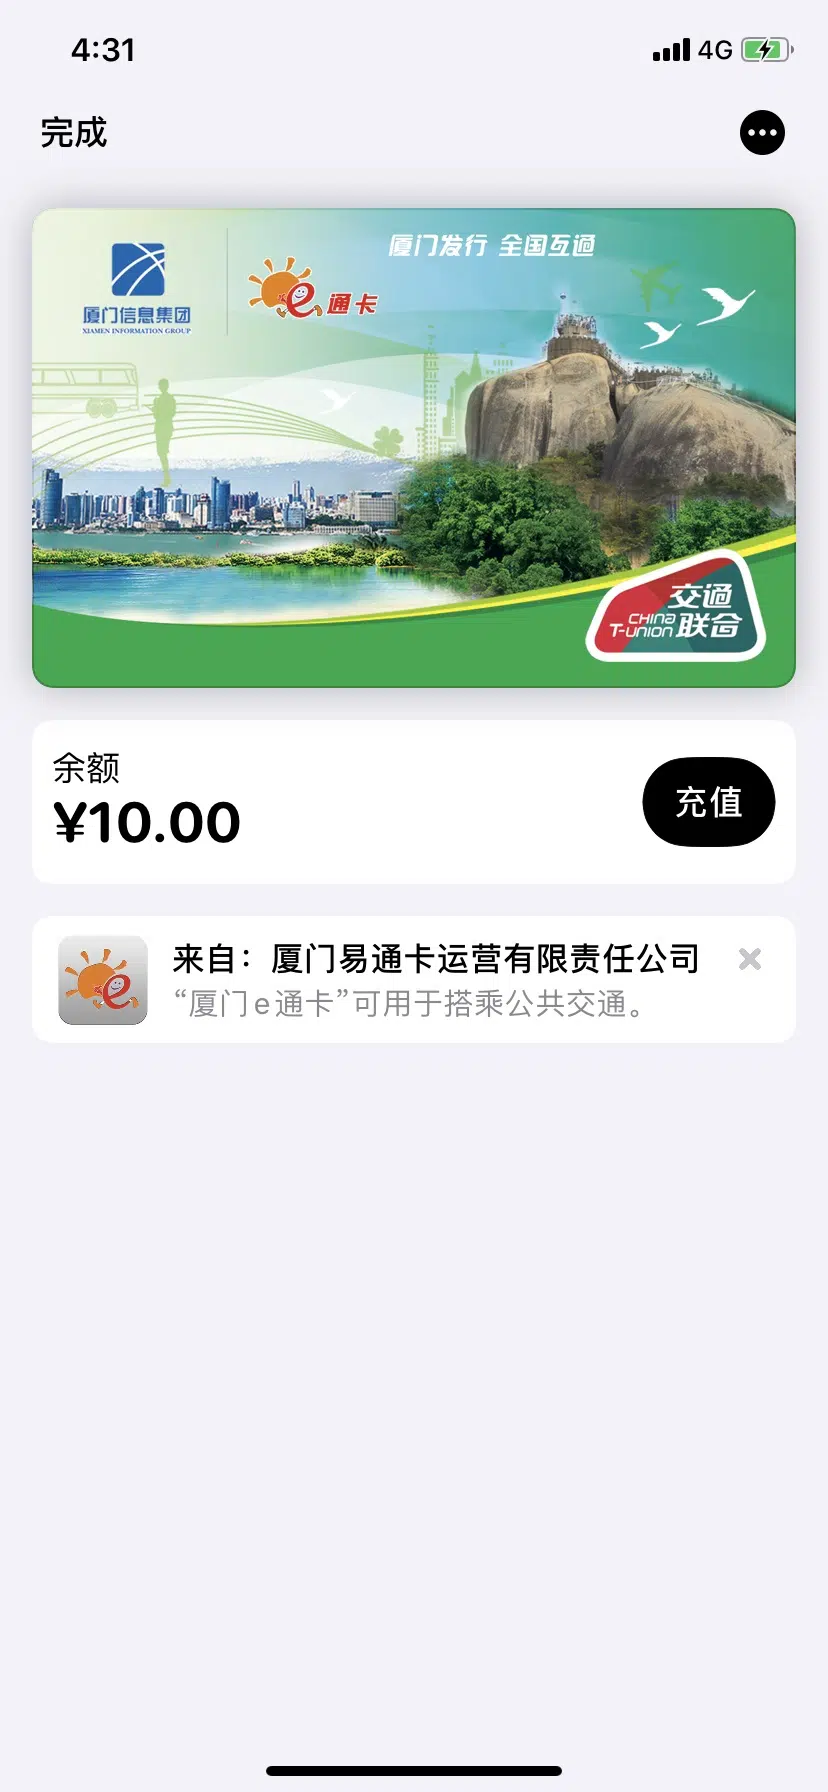 4:31
4G
完成
厦门发行 全国互通
厦门信息集团
XIAMEN INFORMATION GROUP
e通卡
交通
CHINA
T-UNION 联合
余额
¥10.00
充值
来自：厦门易通卡运营有限责任公司
“厦门e通卡”可用于搭乘公共交通。